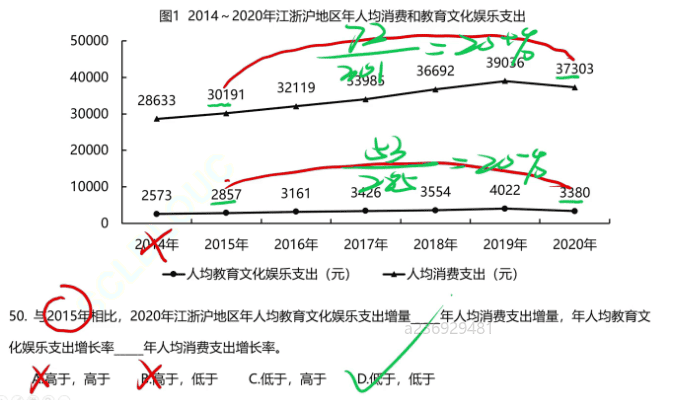 图1 2014～2020年江浙沪地区年人均消费和教育文化娱乐支出
50000
40000
30000
20000
10000
0
28633 30191 32119 33985 36692 39036 37303
72/301 = 20+%
2573 2857 3161 3426 3554 4022 3380
53/285 = 20-%
2014年 2015年 2016年 2017年 2018年 2019年 2020年
人均教育文化娱乐支出（元） 人均消费支出（元）
50. 与2015年相比，2020年江浙沪地区年人均教育文化娱乐支出增量____年人均消费支出增量，年人均教育文
化娱乐支出增长率____年人均消费支出增长率。
a236929481
A.高于，高于 B.高于，低于 C.低于，高于 D.低于，低于